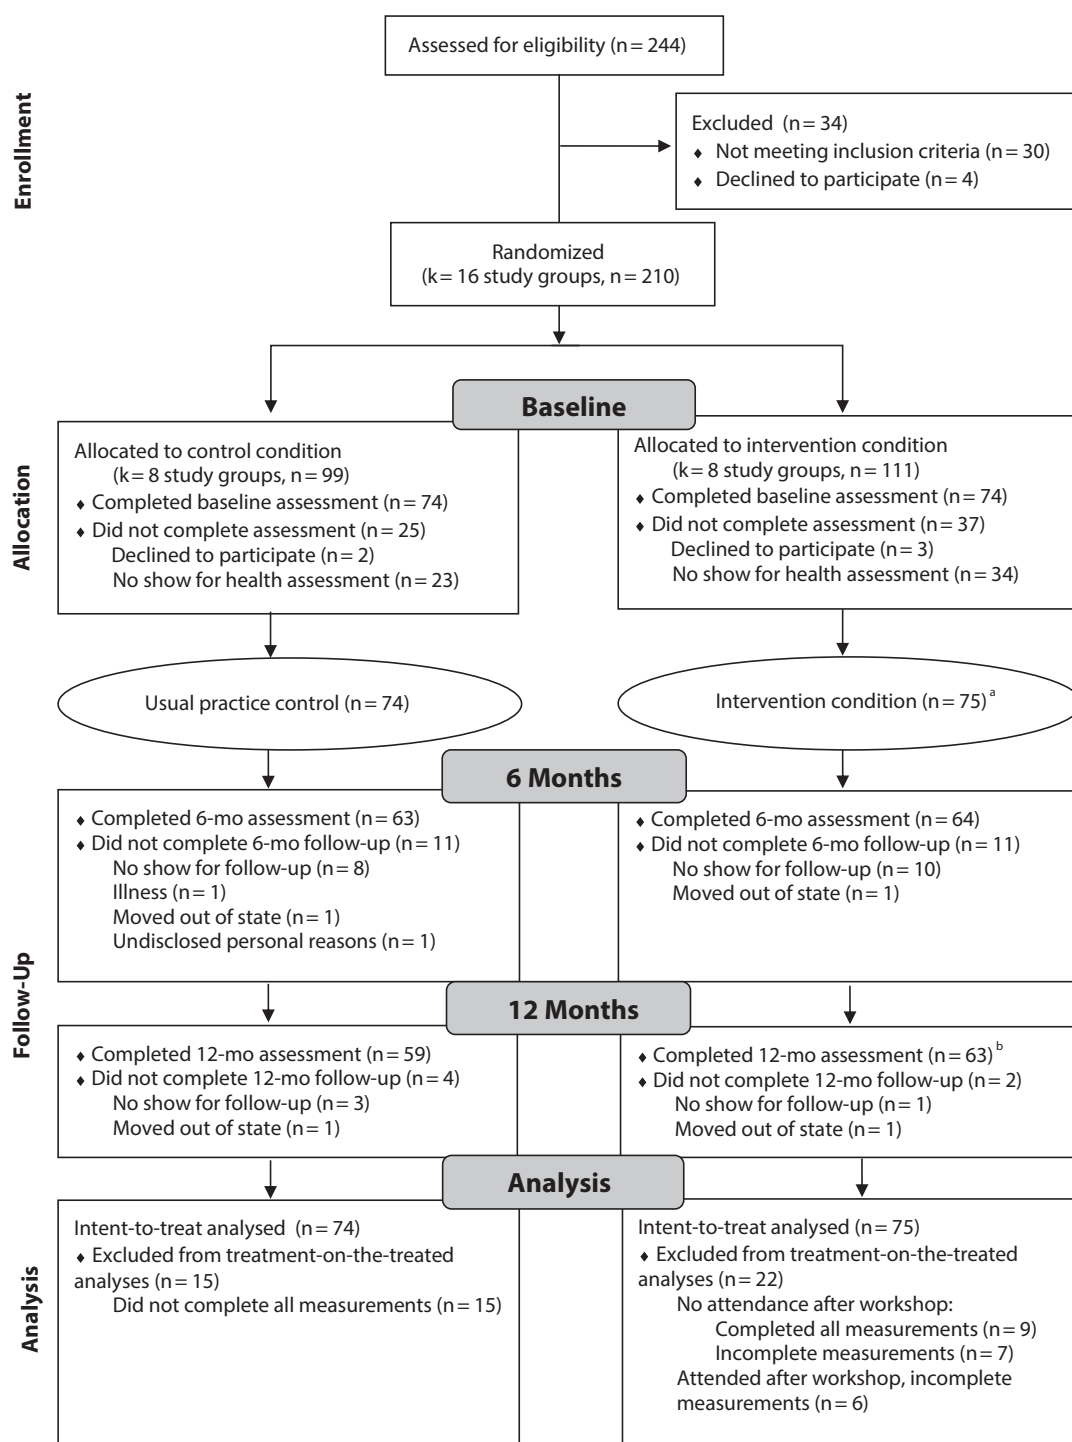 Assessed for eligibility (n = 244)
Enrollment
Excluded (n = 34)
♦ Not meeting inclusion criteria (n = 30)
♦ Declined to participate (n = 4)
Randomized
(k = 16 study groups, n = 210)
Baseline
Allocation
Allocated to control condition
(k = 8 study groups, n = 99)
♦ Completed baseline assessment (n = 74)
♦ Did not complete assessment (n = 25)
Declined to participate (n = 2)
No show for health assessment (n = 23)
Allocated to intervention condition
(k = 8 study groups, n = 111)
♦ Completed baseline assessment (n = 74)
♦ Did not complete assessment (n = 37)
Declined to participate (n = 3)
No show for health assessment (n = 34)
Usual practice control (n = 74)
Intervention condition (n = 75)a
6 Months
Follow-Up
♦ Completed 6-mo assessment (n = 63)
♦ Did not complete 6-mo follow-up (n = 11)
No show for follow-up (n = 8)
Illness (n = 1)
Moved out of state (n = 1)
Undisclosed personal reasons (n = 1)
♦ Completed 6-mo assessment (n = 64)
♦ Did not complete 6-mo follow-up (n = 11)
No show for follow-up (n = 10)
Moved out of state (n = 1)
12 Months
♦ Completed 12-mo assessment (n = 59)
♦ Did not complete 12-mo follow-up (n = 4)
No show for follow-up (n = 3)
Moved out of state (n = 1)
♦ Completed 12-mo assessment (n = 63)b
♦ Did not complete 12-mo follow-up (n = 2)
No show for follow-up (n = 1)
Moved out of state (n = 1)
Analysis
Analysis
Intent-to-treat analysed (n = 74)
♦ Excluded from treatment-on-the-treated
analyses (n = 15)
Did not complete all measurements (n = 15)
Intent-to-treat analysed (n = 75)
♦ Excluded from treatment-on-the-treated
analyses (n = 22)
No attendance after workshop:
Completed all measurements (n = 9)
Incomplete measurements (n = 7)
Attended after workshop, incomplete
measurements (n = 6)